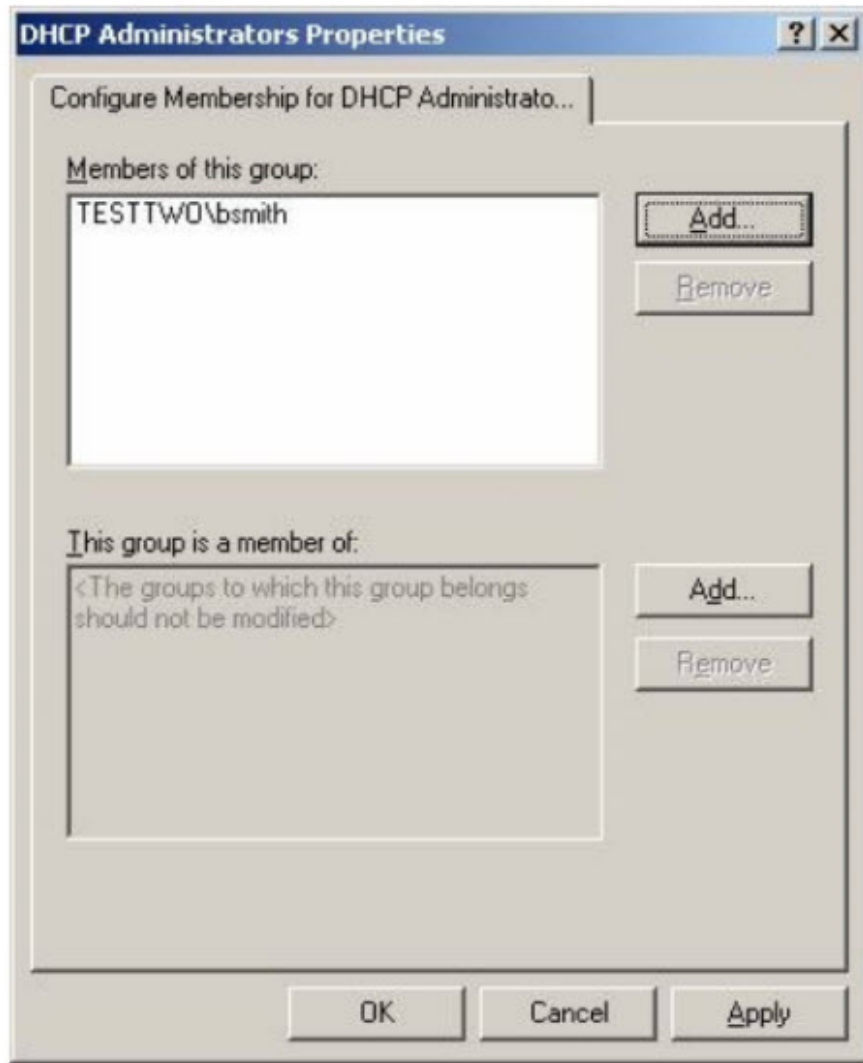 DHCP Administrators Properties
Configure Membership for DHCP Administrato...
Members of this group:
TESTTWO\bsmith
Add...
Remove
This group is a member of:
<The groups to which this group belongs
should not be modified>
Add...
Remove
OK
Cancel
Apply